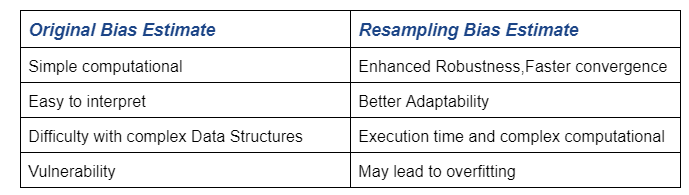 Original Bias Estimate Resampling Bias Estimate
Simple computational Enhanced Robustness,Faster convergence
Easy to interpret Better Adaptability
Difficulty with complex Data Structures Execution time and complex computational
Vulnerability May lead to overfitting